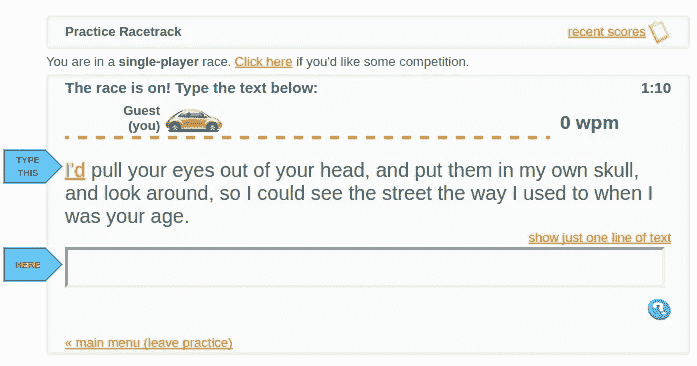 Practice Racetrack
recent scores
You are in a single-player race. Click here if you'd like some competition.
The race is on! Type the text below:
1:10
Guest
(you)
0 wpm
TYPE
THIS
I'd pull your eyes out of your head, and put them in my own skull,
and look around, so I could see the street the way I used to when I
was your age.
show just one line of text
HERE
« main menu (leave practice)